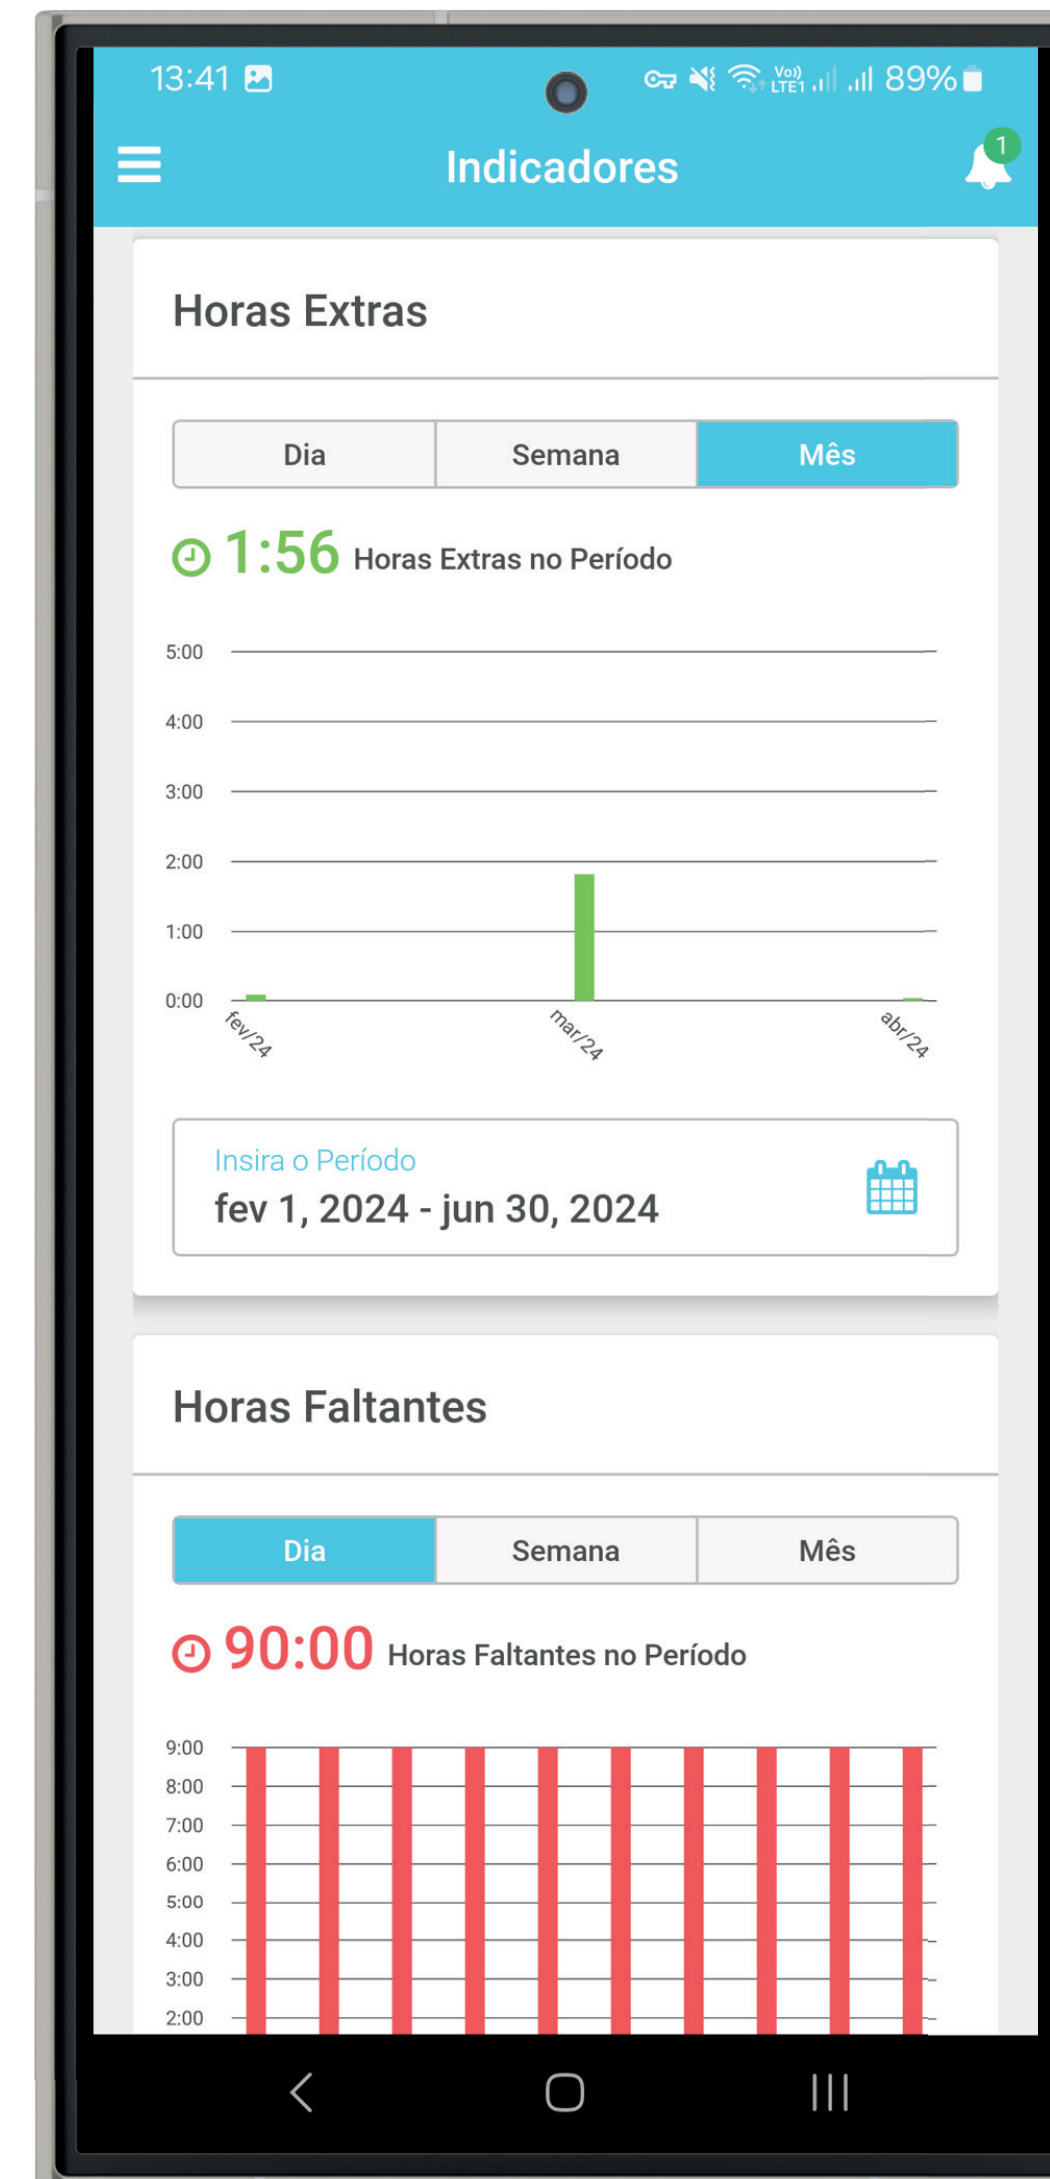 13:41 Vo)) LTE1 89%
Indicadores 1
Horas Extras
Dia Semana Mês
1:56 Horas Extras no Período
5:00
4:00
3:00
2:00
1:00
0:00
fev/24 mar/24 abr/24
Insira o Período
fev 1, 2024 - jun 30, 2024
Horas Faltantes
Dia Semana Mês
90:00 Horas Faltantes no Período
9:00
8:00
7:00
6:00
5:00
4:00
3:00
2:00